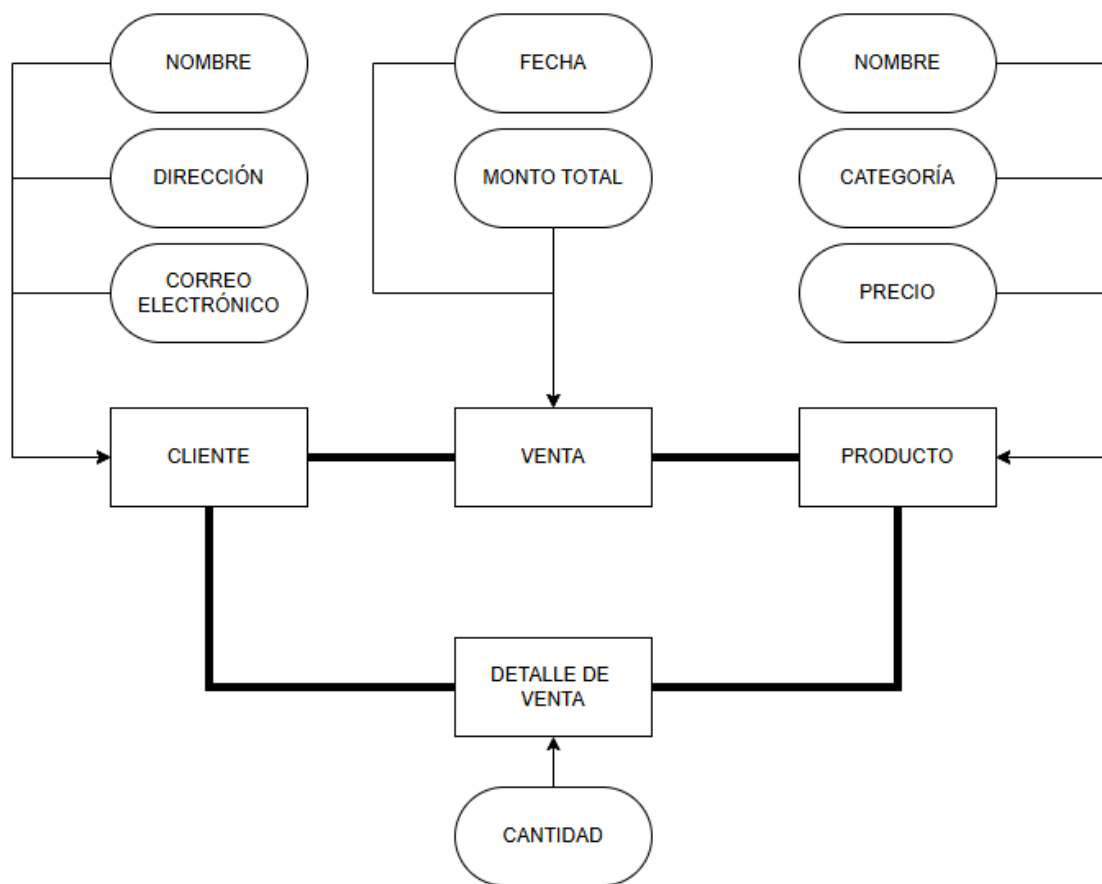 NOMBRE
FECHA
NOMBRE
DIRECCIÓN
MONTO TOTAL
CATEGORÍA
CORREO
ELECTRÓNICO
PRECIO
CLIENTE
VENTA
PRODUCTO
DETALLE DE
VENTA
CANTIDAD